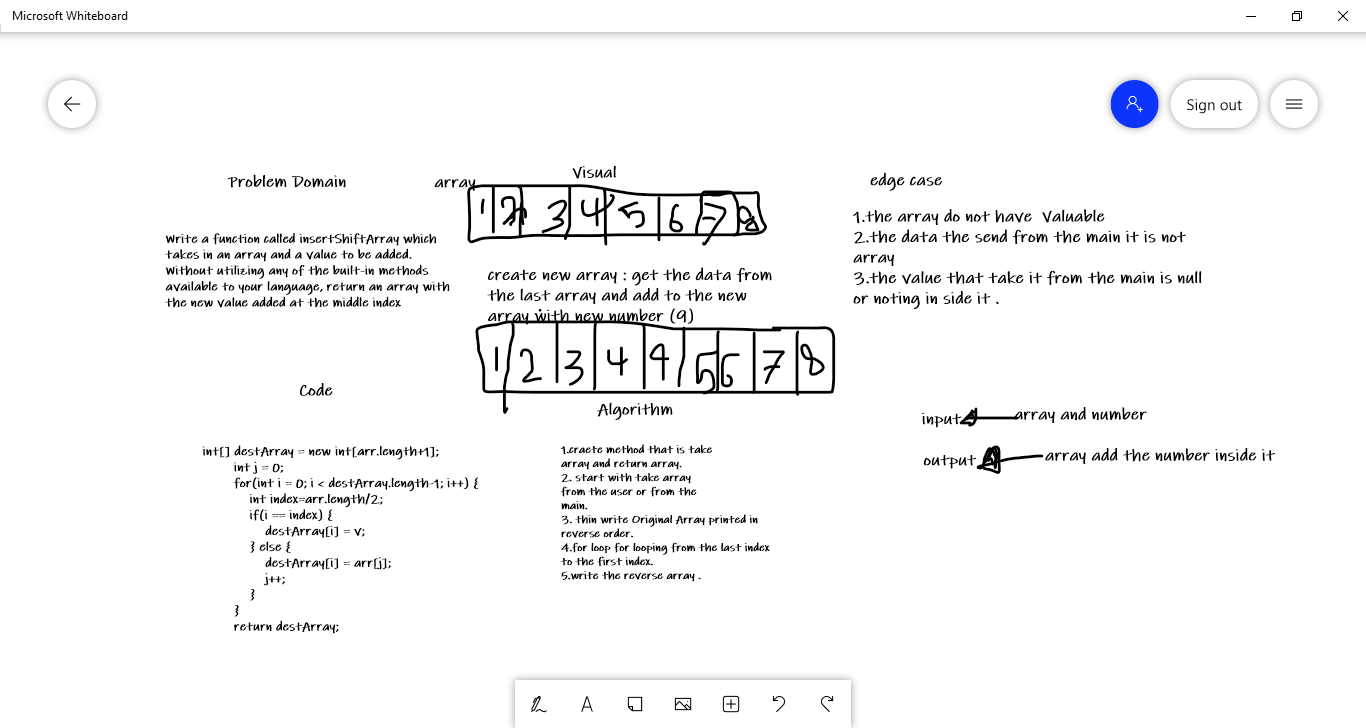 Microsoft Whiteboard
Sign out
Problem Domain
Write a function called insertShiftArray which
takes in an array and a value to be added.
Without utilizing any of the built-in methods
available to your language, return an array with
the new value added at the middle index
array
Visual
1 2 3 4 5 6 7 8
create new array : get the data from
the last array and add to the new
array with new number (9)
1 2 3 4 9 5 6 7 8
edge case
1.the array do not have Valuable
2.the data the send from the main it is not
array
3.the value that take it from the main is null
or noting in side it .
Code
int[] destArray = new int[arr.length+1];
int j = 0;
for(int i = 0; i < destArray.length-1; i++) {
int index=arr.length/2;
if(i == index) {
destArray[i] = v;
} else {
destArray[i] = arr[j];
j++;
}
}
return destArray;
Algorithm
1.craete method that is take
array and return array.
2. start with take array
from the user or from the
main.
3. thin write Original Array printed in
reverse order.
4.for loop for looping from the last index
to the first index.
5.write the reverse array .
input array and number
output array add the number inside it
A